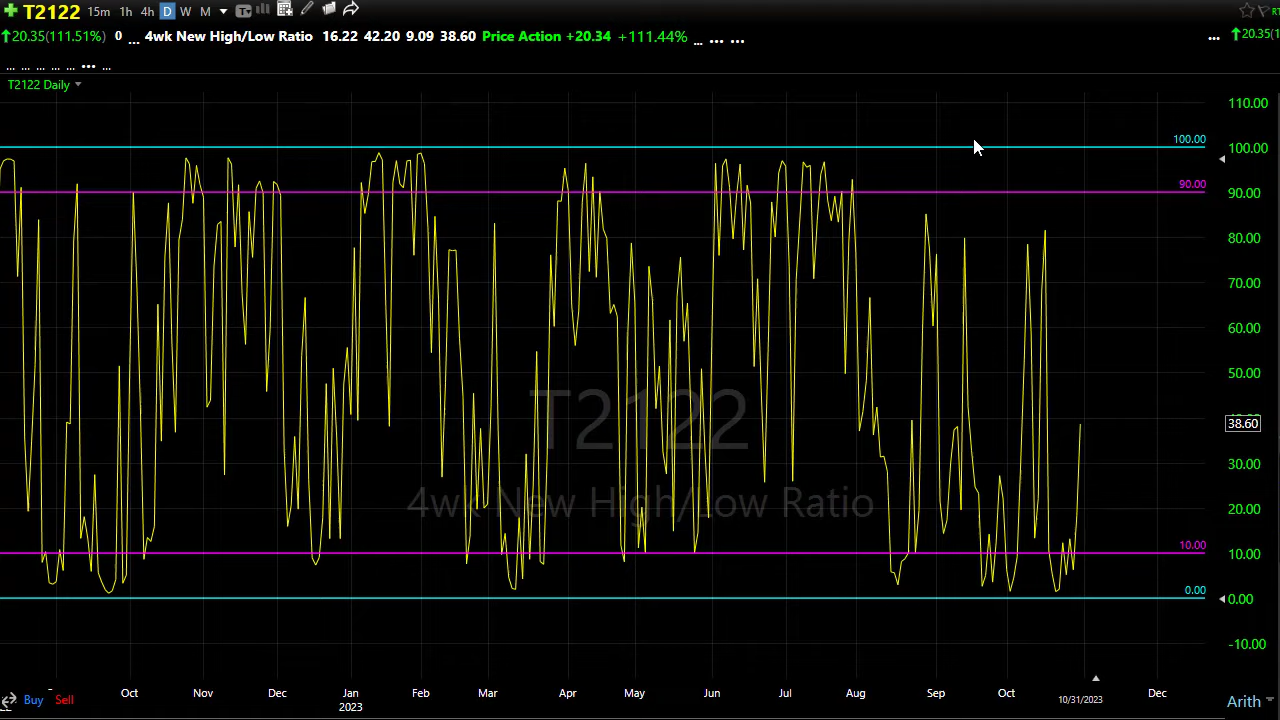 T2122 15m 1h 4h D W M T
20.35(111.51%) 0 ... 4wk New High/Low Ratio 16.22 42.20 9.09 38.60 Price Action +20.34 +111.44% ... ... ... ... 20.35(1
... ... ... ... ... ... ...
T2122 Daily
110.00
100.00 100.00
90.00 90.00
80.00
70.00
60.00
50.00
T2122
38.60
30.00
4wk New High/Low Ratio
20.00
10.00 10.00
0.00 0.00
-10.00
Oct Nov Dec Jan Feb Mar Apr May Jun Jul Aug Sep Oct 10/31/2023 Dec
2023
Buy Sell Arith